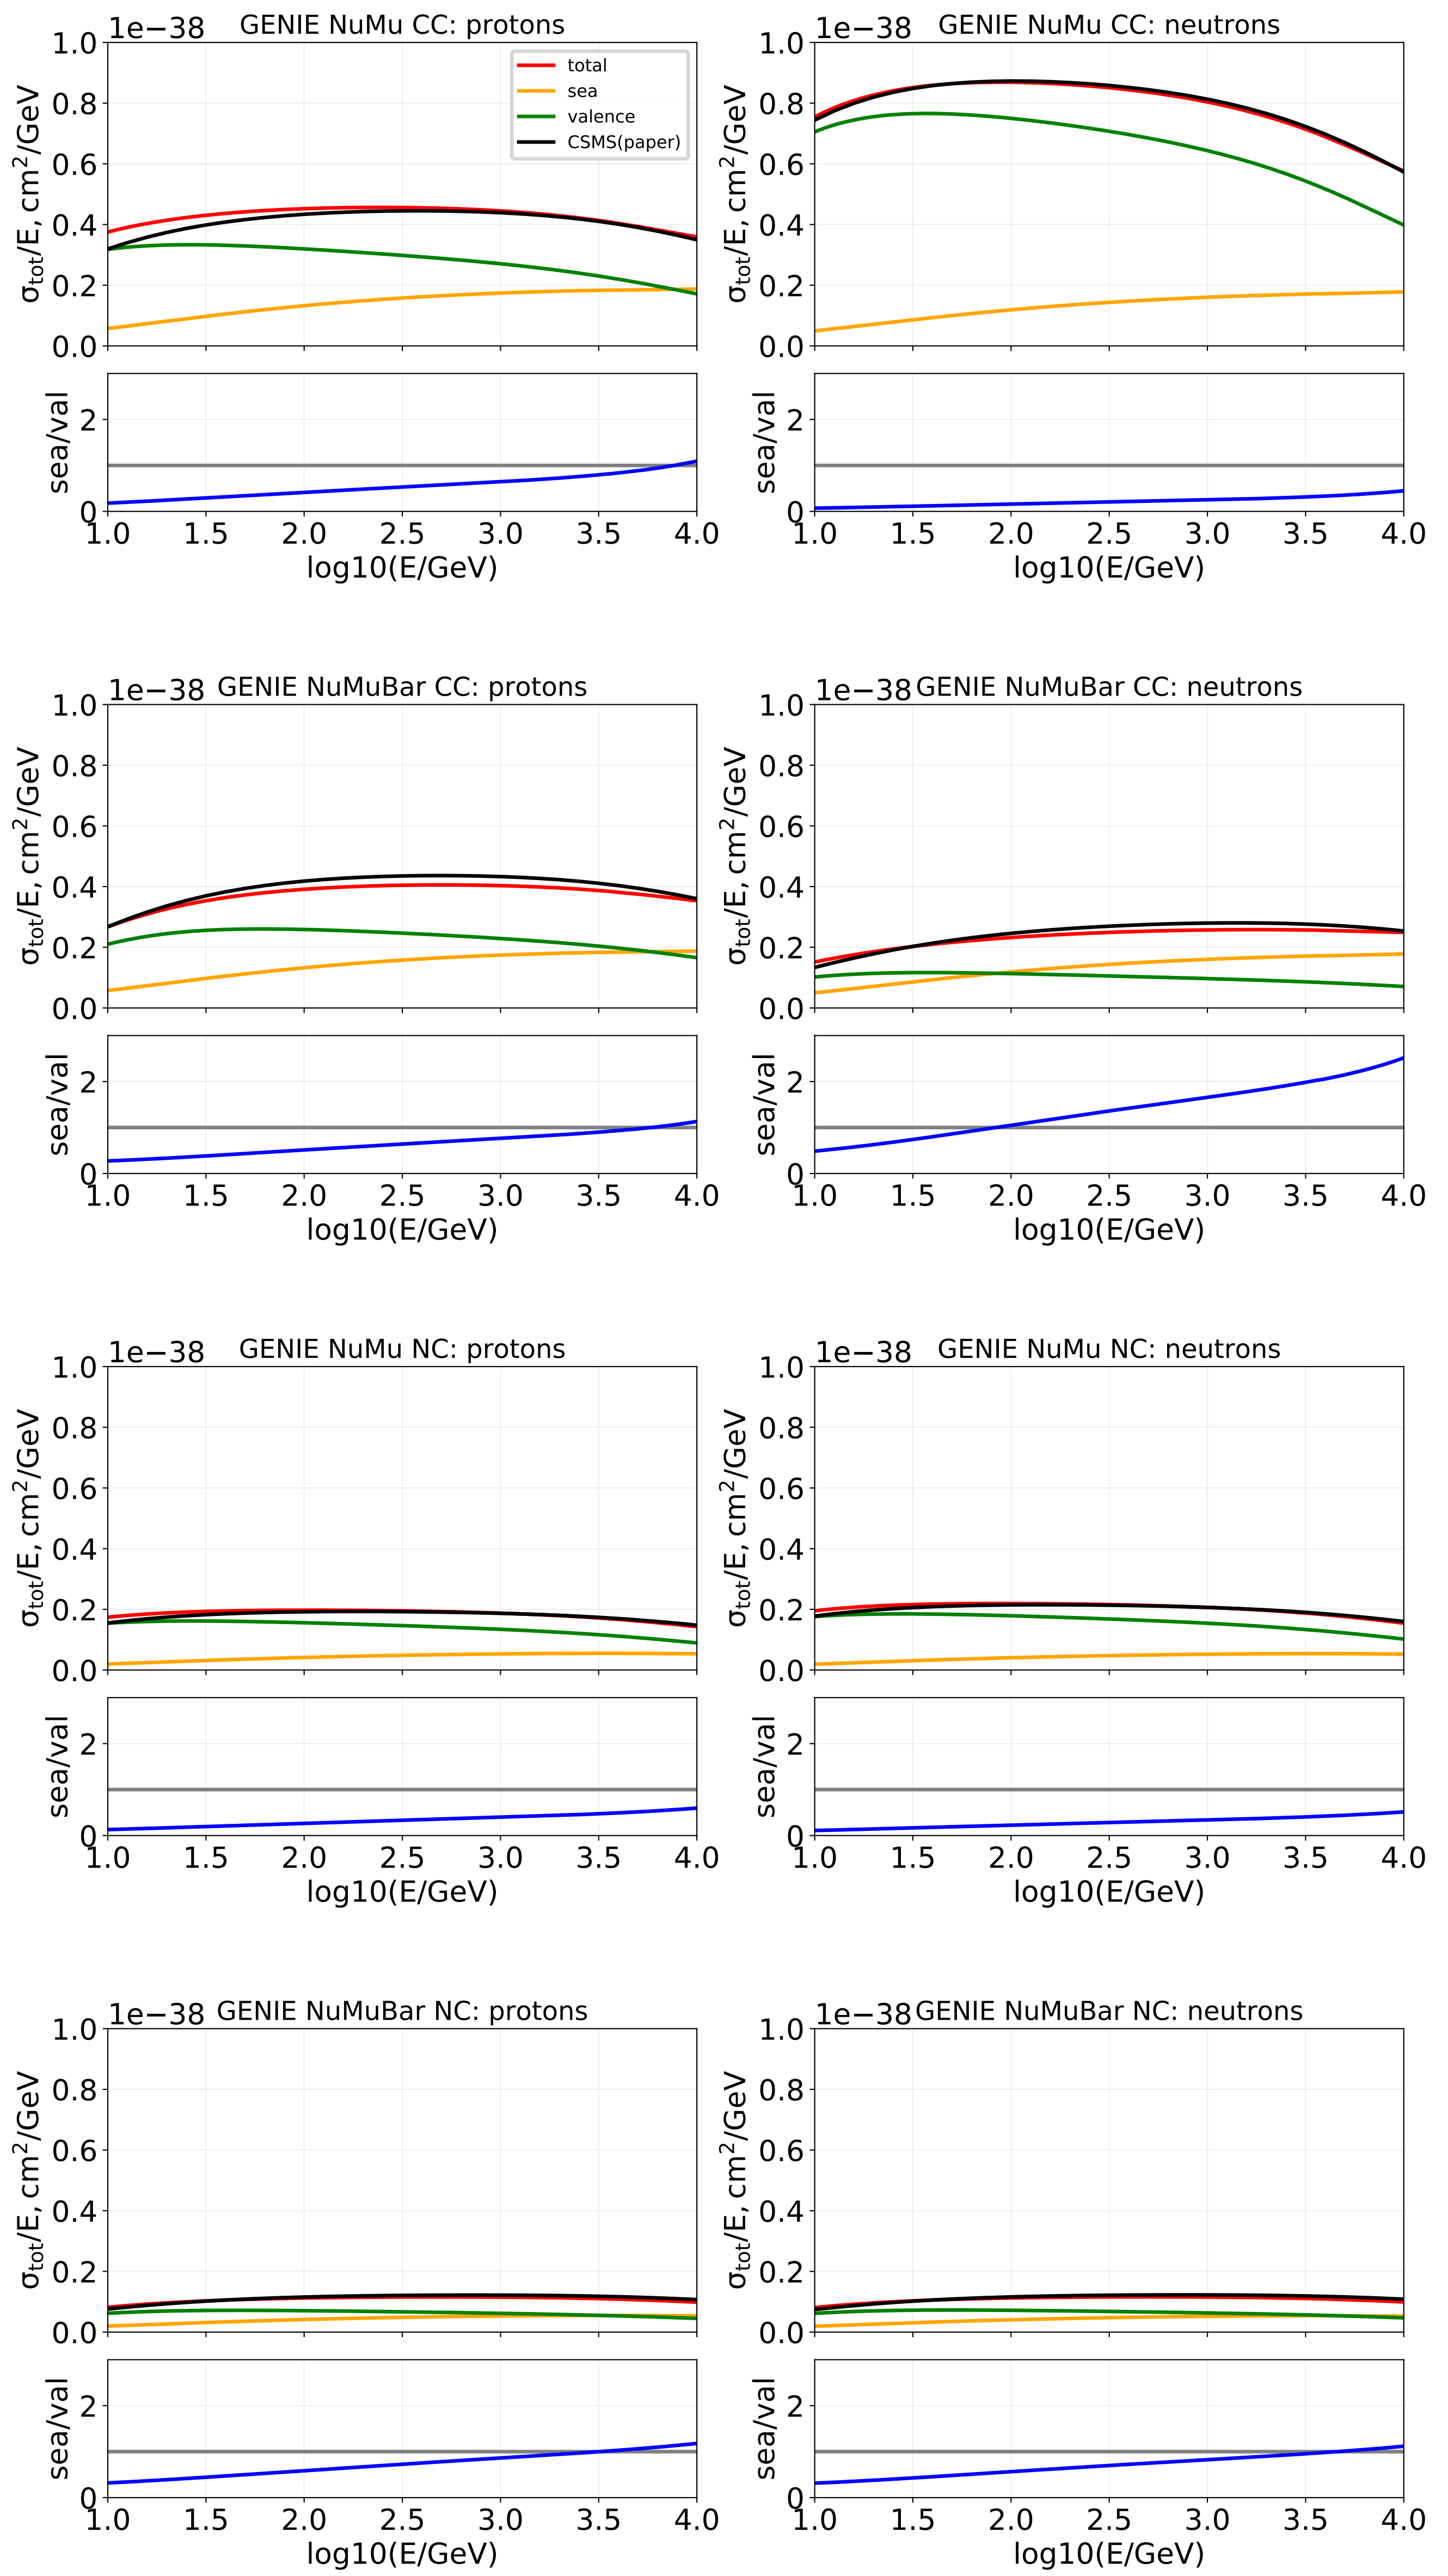 1e−38 GENIE NuMu CC: protons
1.0
0.8
0.6
0.4
0.2
0.0
σtot/E, cm²/GeV
total
sea
valence
CSMS(paper)
2
0
sea/val
1.0 1.5 2.0 2.5 3.0 3.5 4.0
log10(E/GeV)
1e−38 GENIE NuMu CC: neutrons
1.0
0.8
0.6
0.4
0.2
0.0
σtot/E, cm²/GeV
2
0
sea/val
1.0 1.5 2.0 2.5 3.0 3.5 4.0
log10(E/GeV)
1e−38 GENIE NuMuBar CC: protons
1.0
0.8
0.6
0.4
0.2
0.0
σtot/E, cm²/GeV
2
0
sea/val
1.0 1.5 2.0 2.5 3.0 3.5 4.0
log10(E/GeV)
1e−38 GENIE NuMuBar CC: neutrons
1.0
0.8
0.6
0.4
0.2
0.0
σtot/E, cm²/GeV
2
0
sea/val
1.0 1.5 2.0 2.5 3.0 3.5 4.0
log10(E/GeV)
1e−38 GENIE NuMu NC: protons
1.0
0.8
0.6
0.4
0.2
0.0
σtot/E, cm²/GeV
2
0
sea/val
1.0 1.5 2.0 2.5 3.0 3.5 4.0
log10(E/GeV)
1e−38 GENIE NuMu NC: neutrons
1.0
0.8
0.6
0.4
0.2
0.0
σtot/E, cm²/GeV
2
0
sea/val
1.0 1.5 2.0 2.5 3.0 3.5 4.0
log10(E/GeV)
1e−38 GENIE NuMuBar NC: protons
1.0
0.8
0.6
0.4
0.2
0.0
σtot/E, cm²/GeV
2
0
sea/val
1.0 1.5 2.0 2.5 3.0 3.5 4.0
log10(E/GeV)
1e−38 GENIE NuMuBar NC: neutrons
1.0
0.8
0.6
0.4
0.2
0.0
σtot/E, cm²/GeV
2
0
sea/val
1.0 1.5 2.0 2.5 3.0 3.5 4.0
log10(E/GeV)